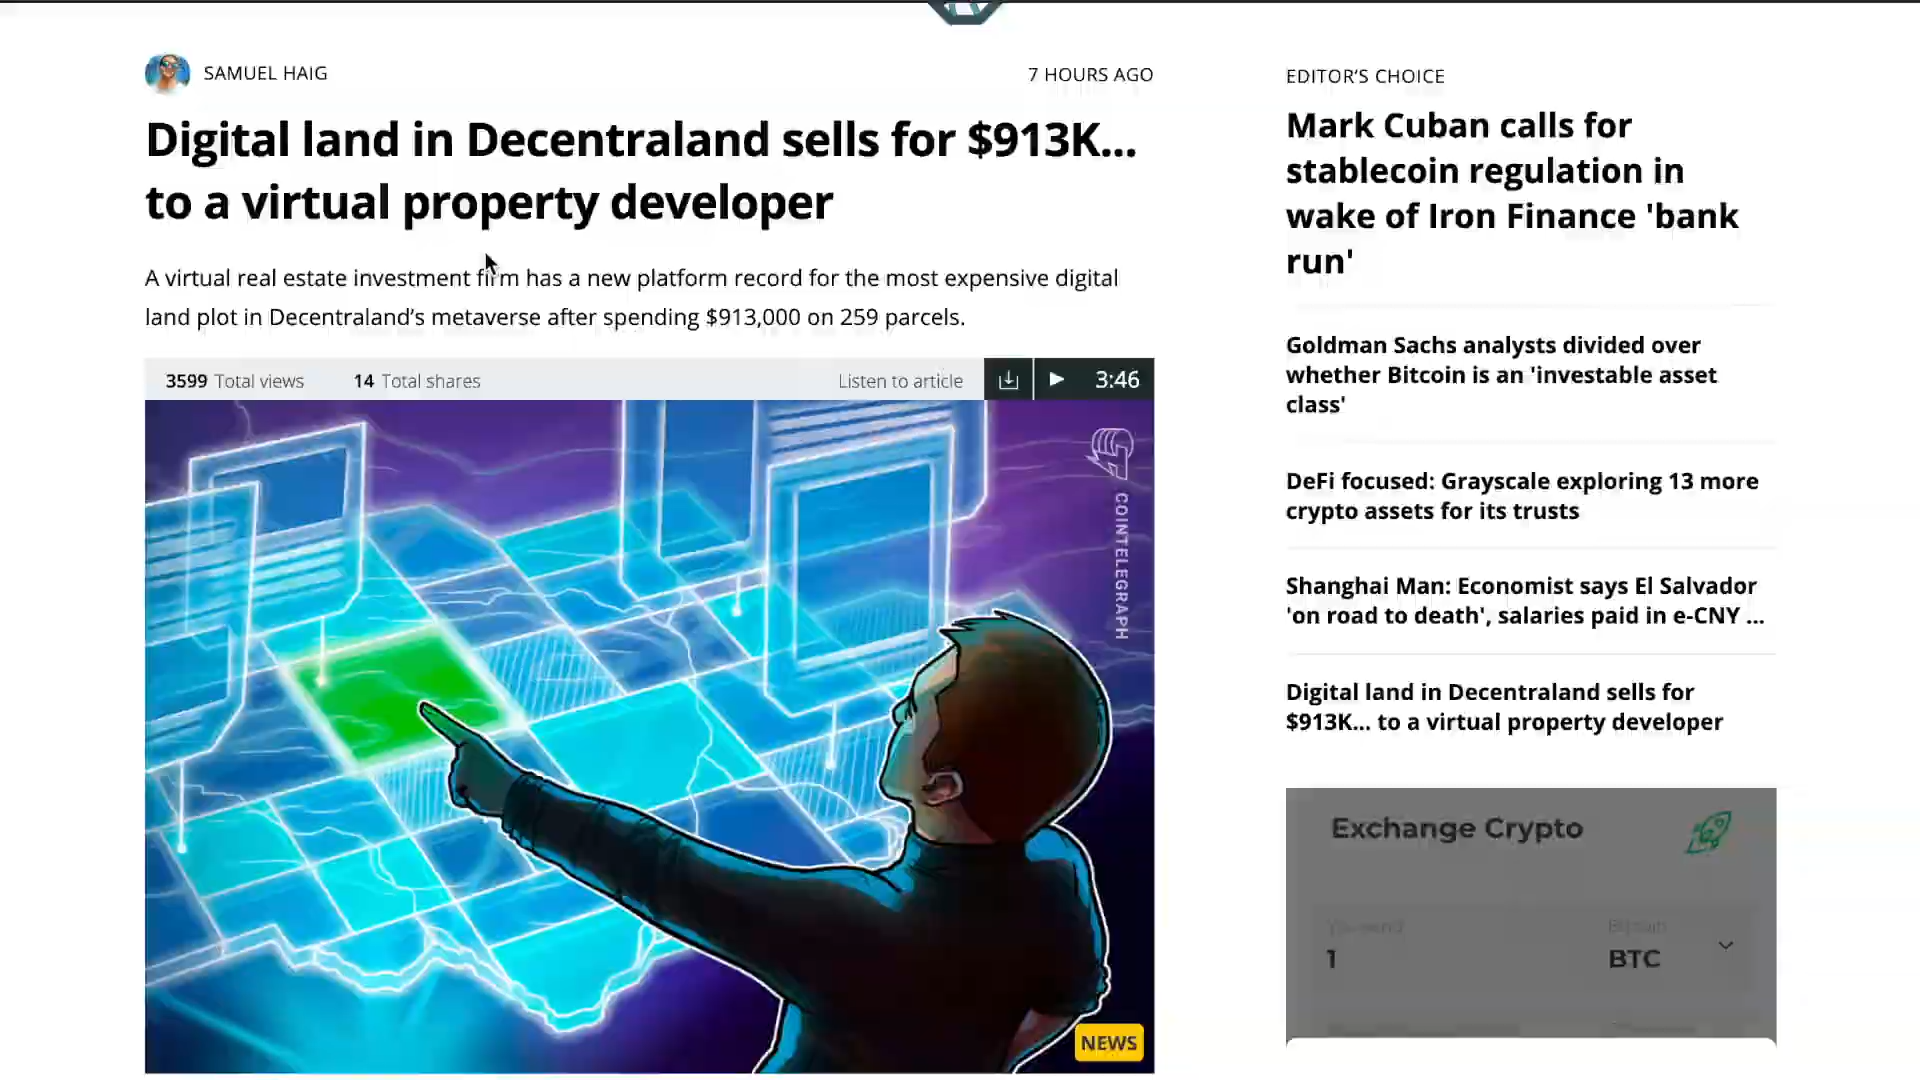 SAMUEL HAIG
7 HOURS AGO
Digital land in Decentraland sells for $913K...
to a virtual property developer
A virtual real estate investment firm has a new platform record for the most expensive digital
land plot in Decentraland’s metaverse after spending $913,000 on 259 parcels.
3599 Total views 14 Total shares Listen to article 3:46
COINTELEGRAPH
NEWS
EDITOR’S CHOICE
Mark Cuban calls for
stablecoin regulation in
wake of Iron Finance 'bank
run'
Goldman Sachs analysts divided over
whether Bitcoin is an 'investable asset
class'
DeFi focused: Grayscale exploring 13 more
crypto assets for its trusts
Shanghai Man: Economist says El Salvador
'on road to death', salaries paid in e-CNY ...
Digital land in Decentraland sells for
$913K... to a virtual property developer
Exchange Crypto
You send Bitcoin
1 BTC